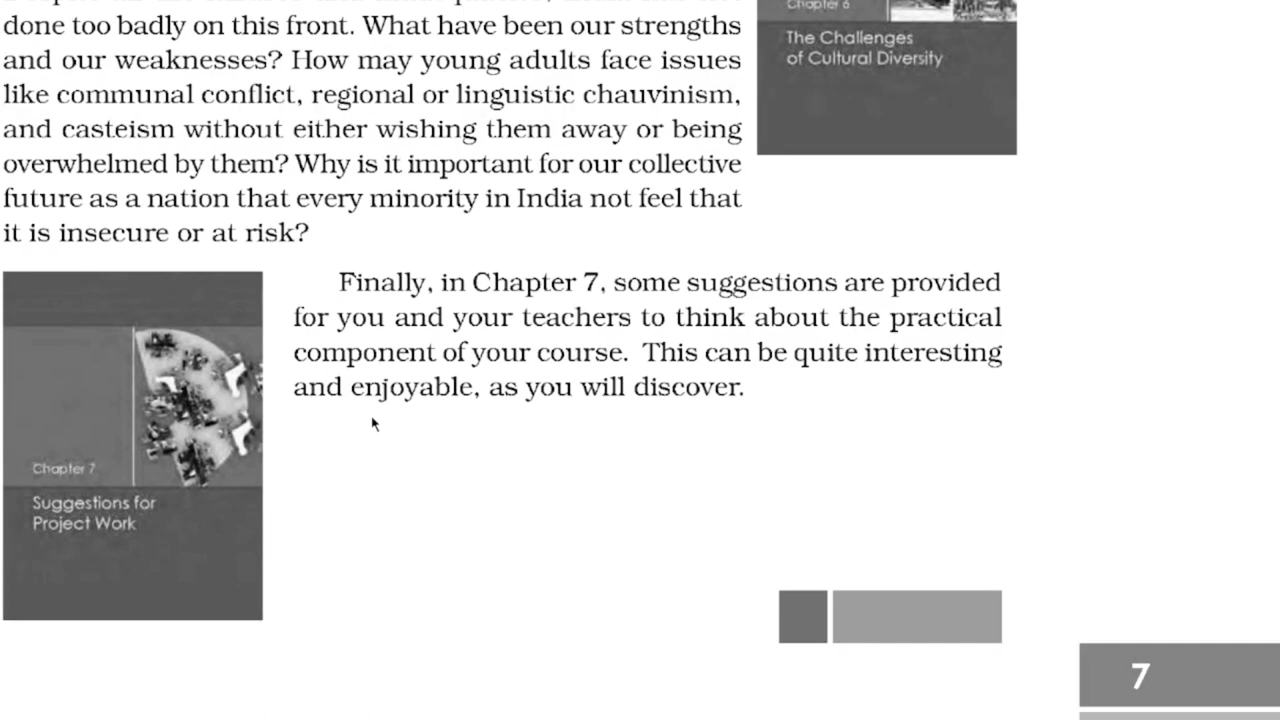 done too badly on this front. What have been our strengths
and our weaknesses? How may young adults face issues
like communal conflict, regional or linguistic chauvinism,
and casteism without either wishing them away or being
overwhelmed by them? Why is it important for our collective
future as a nation that every minority in India not feel that
it is insecure or at risk?
Chapter 6
The Challenges
of Cultural Diversity
Finally, in Chapter 7, some suggestions are provided
for you and your teachers to think about the practical
component of your course. This can be quite interesting
and enjoyable, as you will discover.
Chapter 7
Suggestions for
Project Work
7